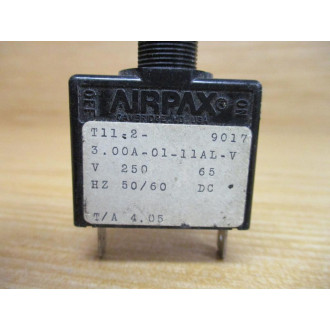 OFF AIRPAX ON
T11-2- 9017
3.00A-01-11AL-V
V 250 65
HZ 50/60 DC
T/A 4.05